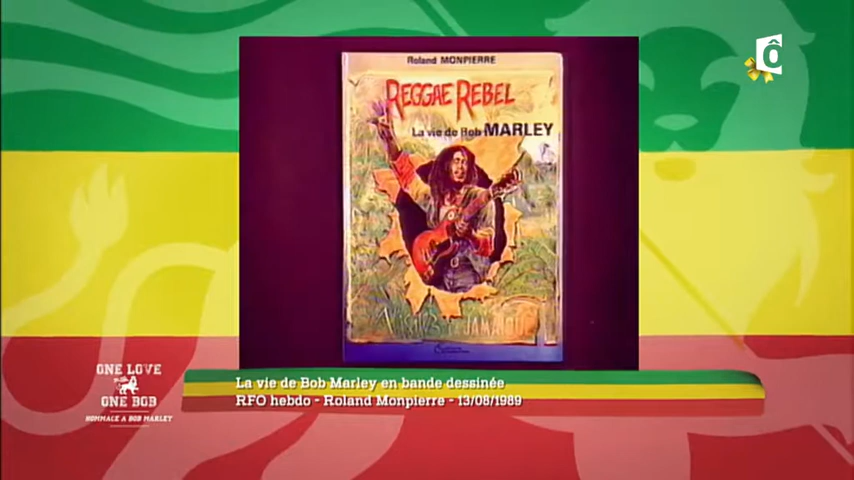 Ô
Roland MONPIERRE
REGGAE REBEL
La vie de Bob MARLEY
JAMAÏQUE
ONE LOVE
ONE BOB
HOMMAGE A BOB MARLEY
La vie de Bob Marley en bande dessinée
RFO hebdo - Roland Monpierre - 13/08/1989